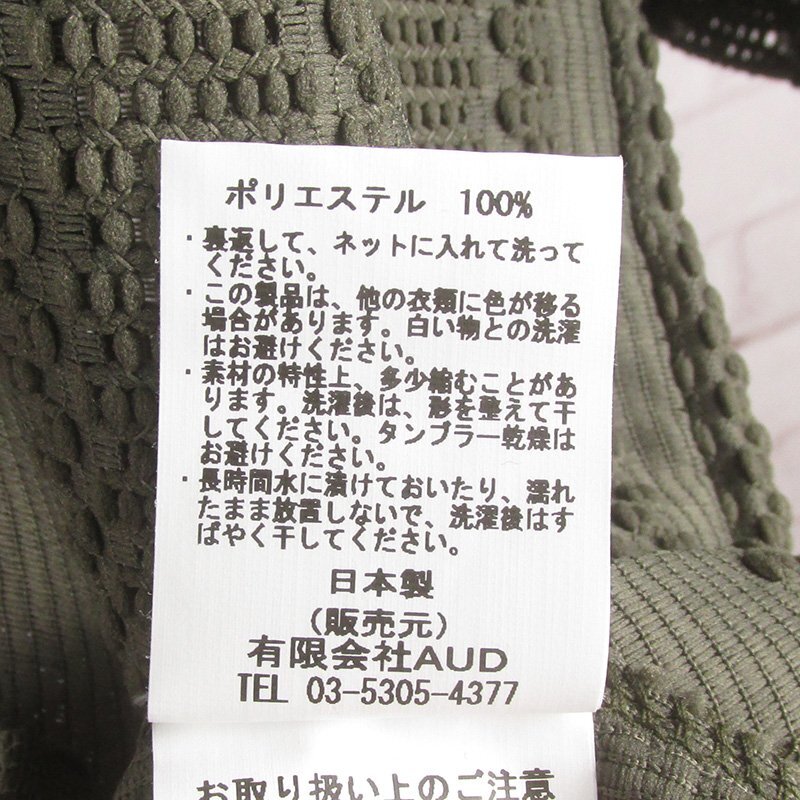 ポリエステル 100%
・裏返して、ネットに入れて洗って
ください。
・この製品は、他の衣類に色が移る
場合があります。白い物との洗濯
はお避けください。
・素材の特性上、多少縮むことがあ
ります。洗濯後は、形を整えて干
してください。タンブラー乾燥は
お避けください。
・長時間水に漬けておいたり、濡れ
たまま放置しないで、洗濯後はす
ばやく干してください。
日本製
(販売元)
有限会社AUD
TEL 03-5305-4377
お取り扱い上のご注意